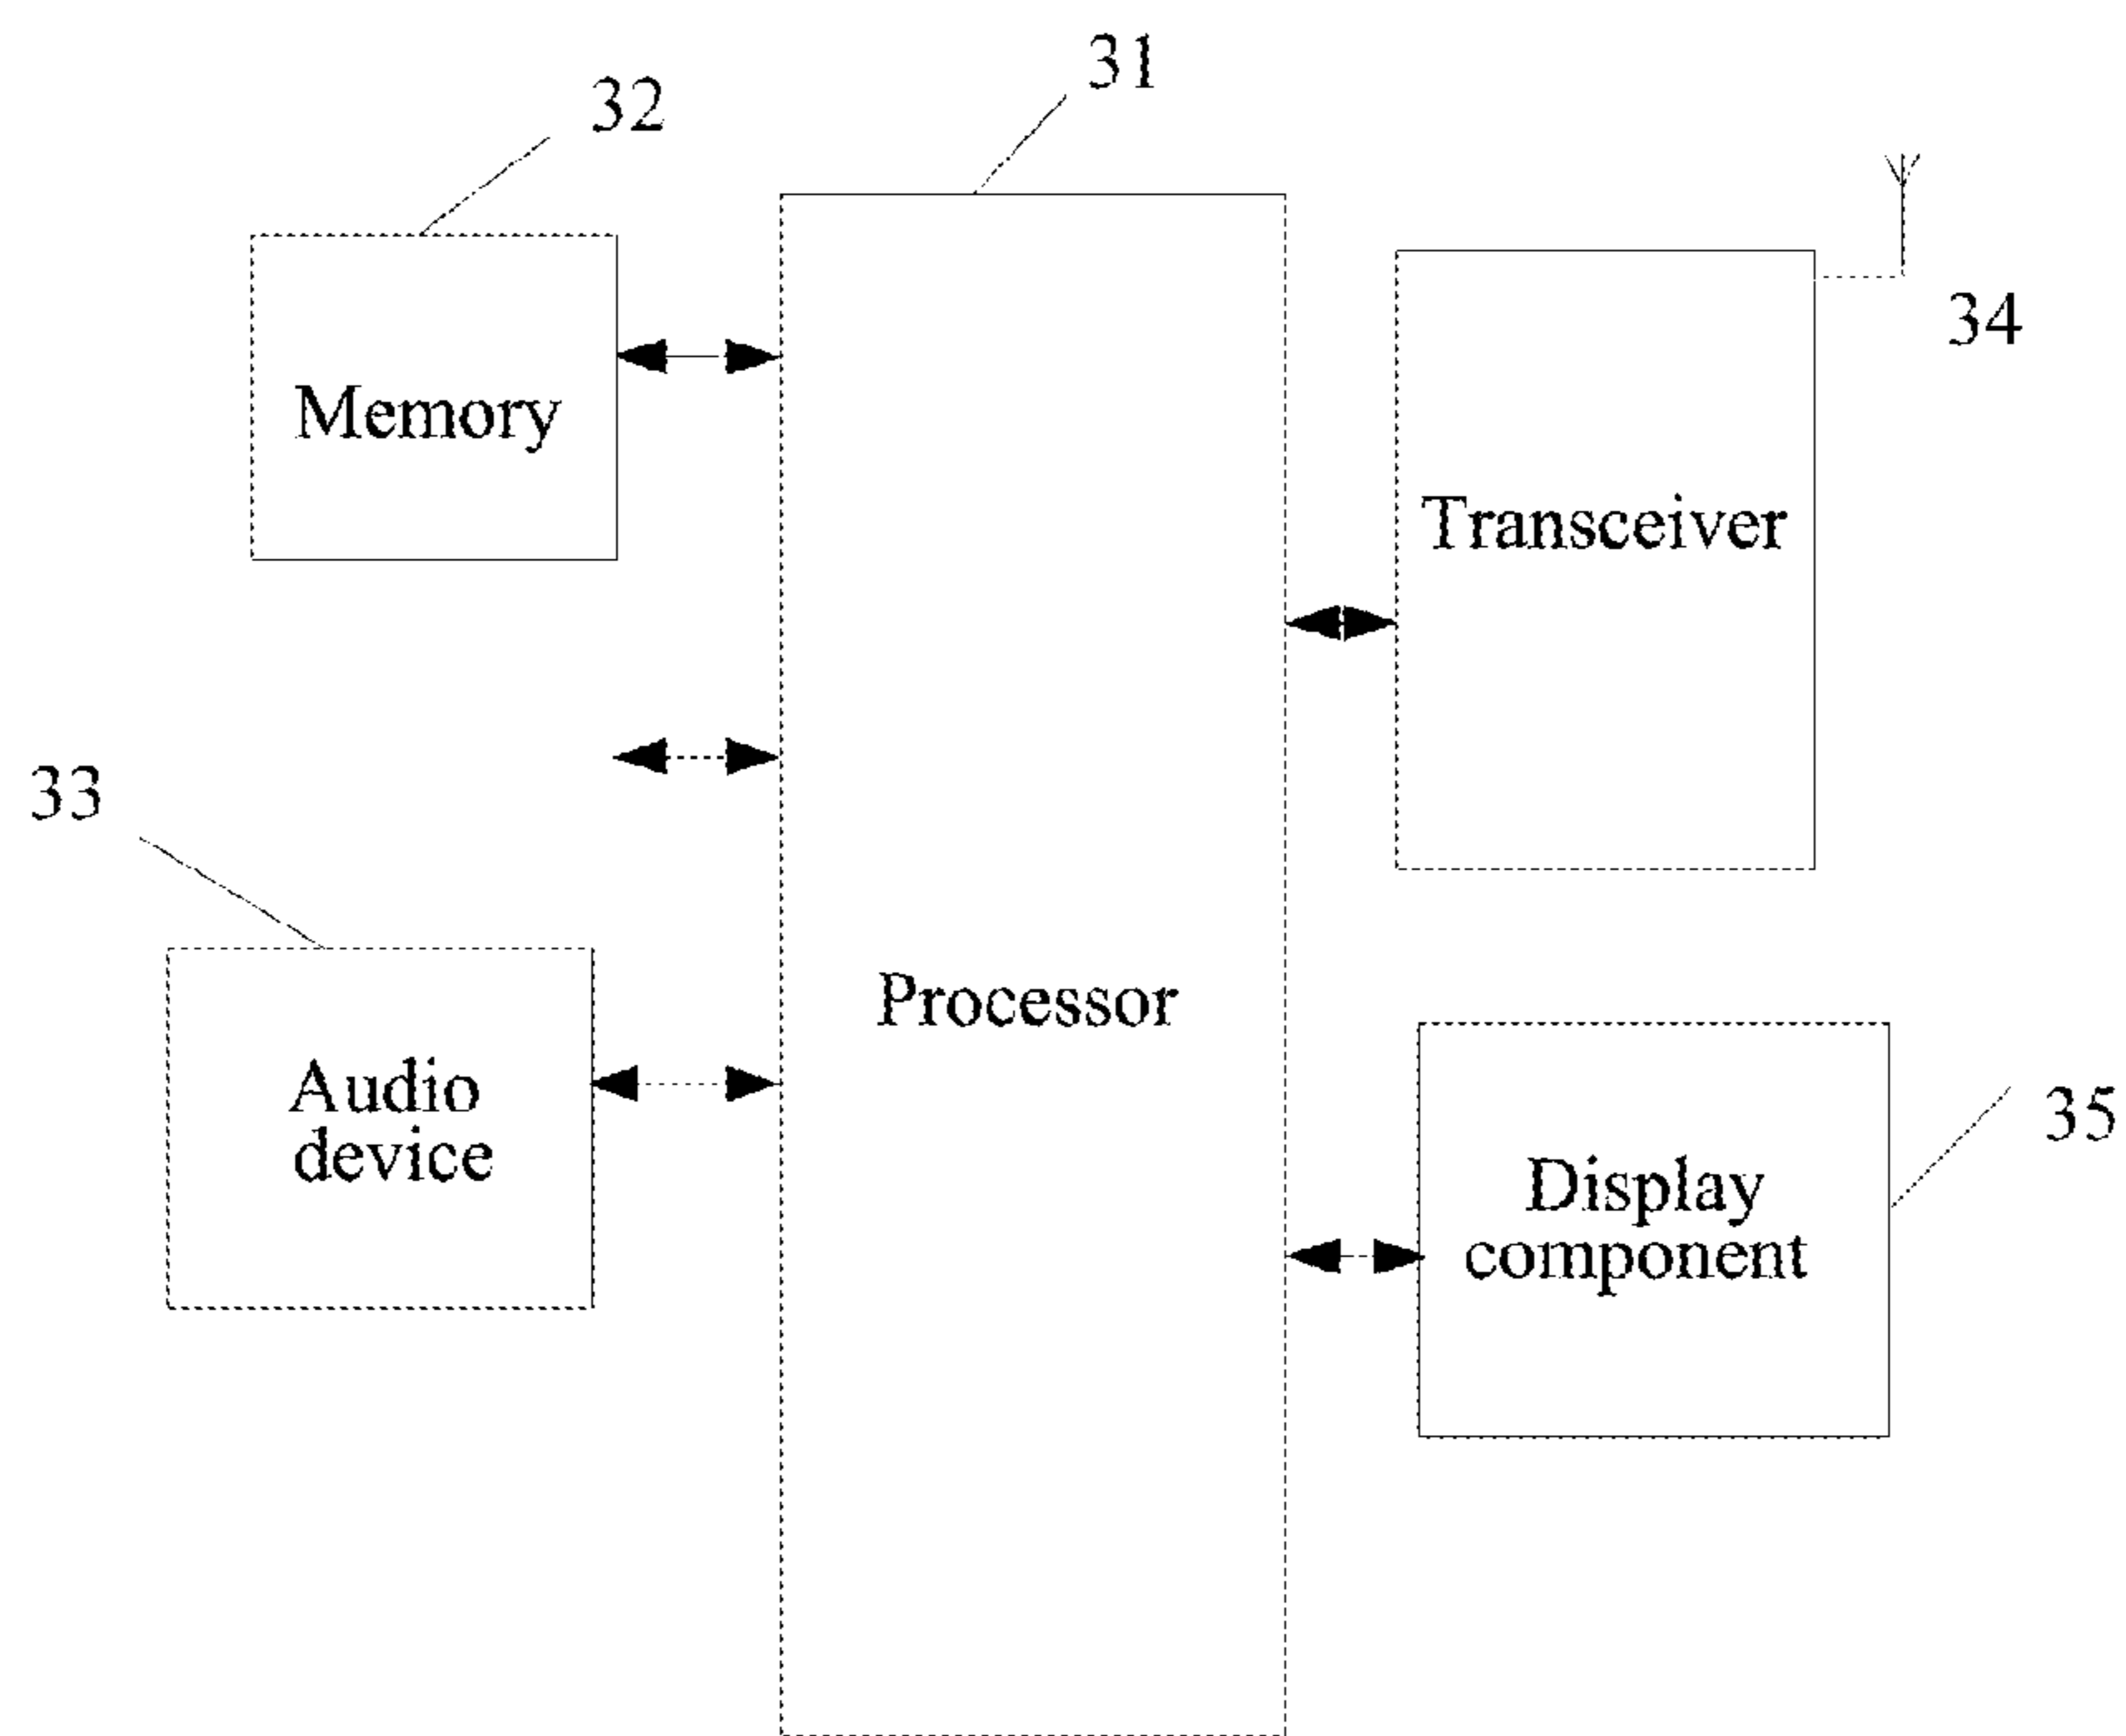 31
32
Memory
34
Transceiver
33
Processor
Audio
device
35
Display
component